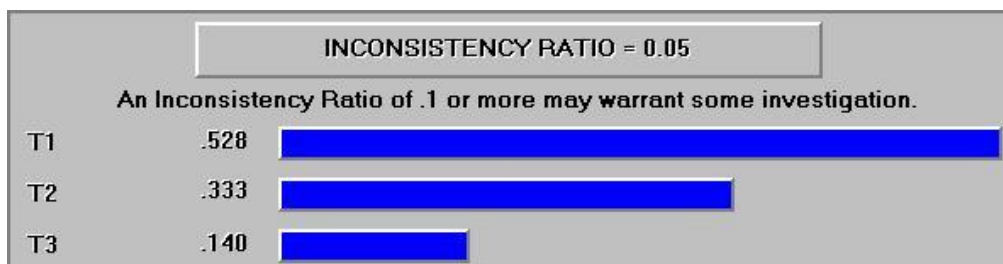 INCONSISTENCY RATIO = 0.05
An Inconsistency Ratio of .1 or more may warrant some investigation.
T1 .528
T2 .333
T3 .140